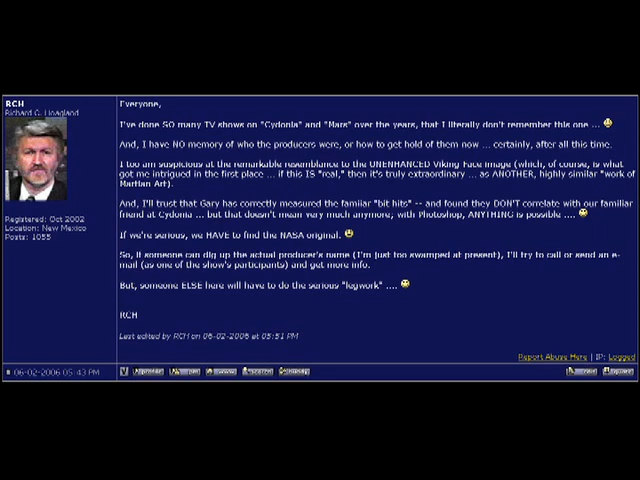 RCH
Richard C. Hoagland
Registered: Oct 2002
Location: New Mexico
Posts: 1055
Everyone,
I've done SO many TV shows on "Cydonia" and "Mars" over the years, that I literally don't remember this one ...
And, I have NO memory of who the producers were, or how to get hold of them now ... certainly, after all this time.
I too am suspicious at the remarkable resemblance to the UNENHANCED Viking Face image (which, of course, is what
got me intrigued in the first place ... if this IS "real," then it's truly extraordinary ... as ANOTHER, highly similar "work of
Martian Art).
And, I'll trust that Gary has correctly measured the familiar "bit hits" -- and found they DON'T correlate with our familiar
friend at Cydonia ... but that doesn't mean very much anymore; with Photoshop, ANYTHING is possible ....
If we're serious, we HAVE to find the NASA original.
So, if someone can dig up the actual producer's name (I'm just too swamped at present), I'll try to call or send an e-
mail (as one of the show's participants) and get more info.
But, someone ELSE here will have to do the serious "legwork" ....
RCH
Last edited by RCH on 06-02-2006 at 05:51 PM
Report Abuse Here | IP: Logged
06-02-2006 05:43 PM
profile
www
search